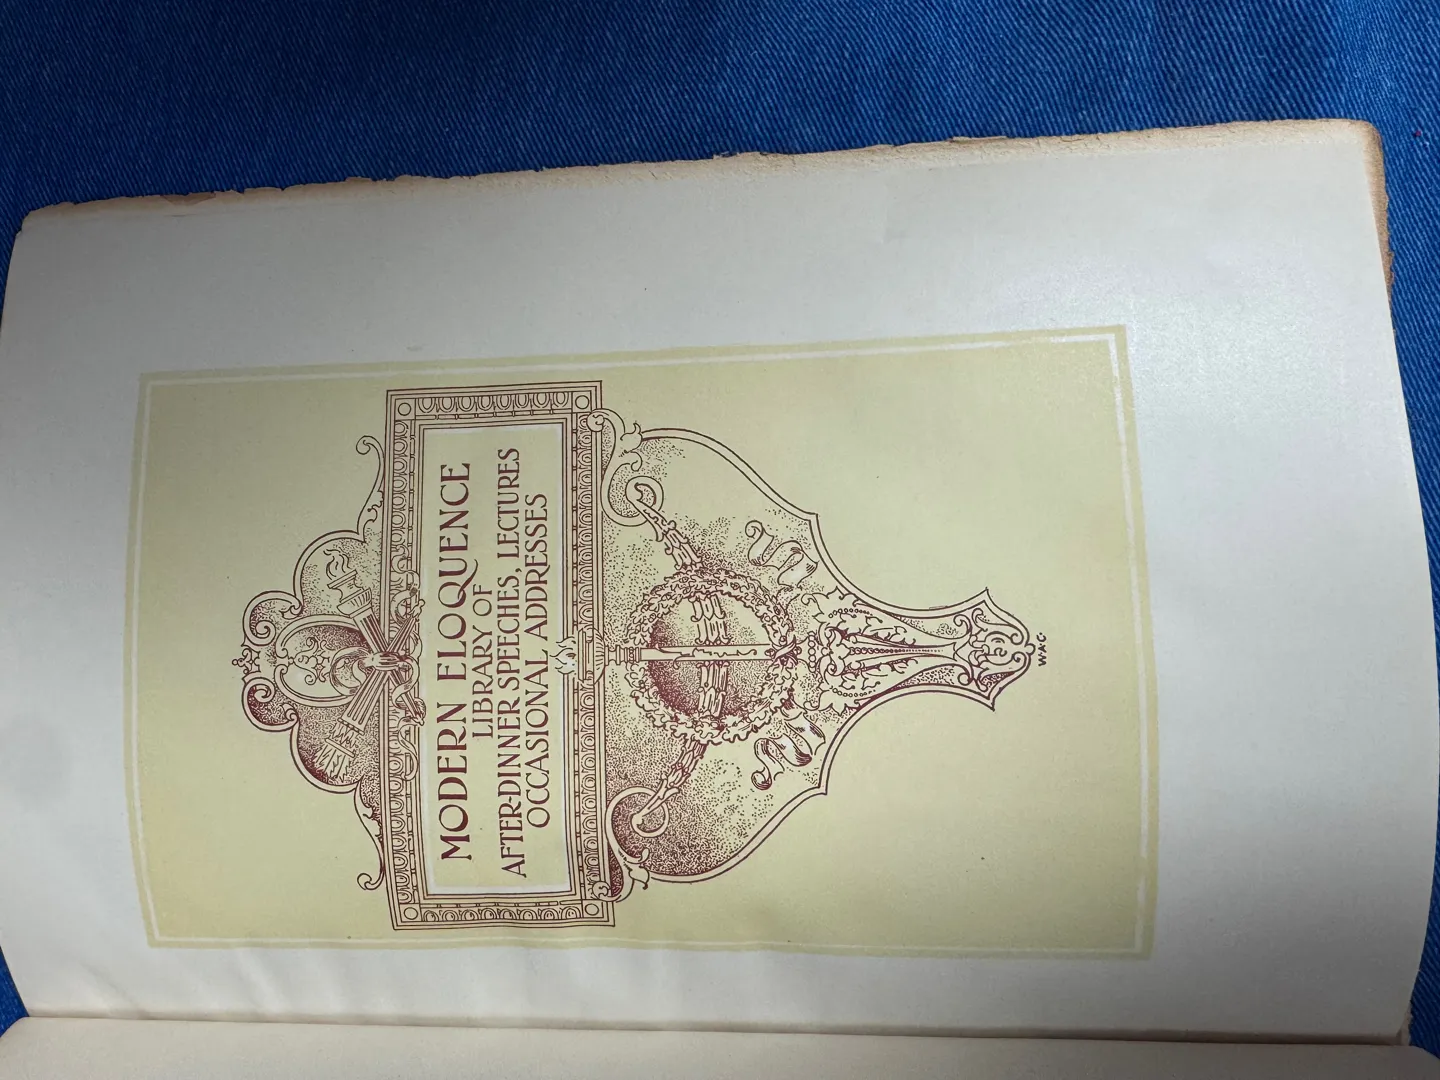 MODERN ELOQUENCE
LIBRARY OF
AFTER-DINNER SPEECHES, LECTURES
OCCASIONAL ADDRESSES
W·A·C·